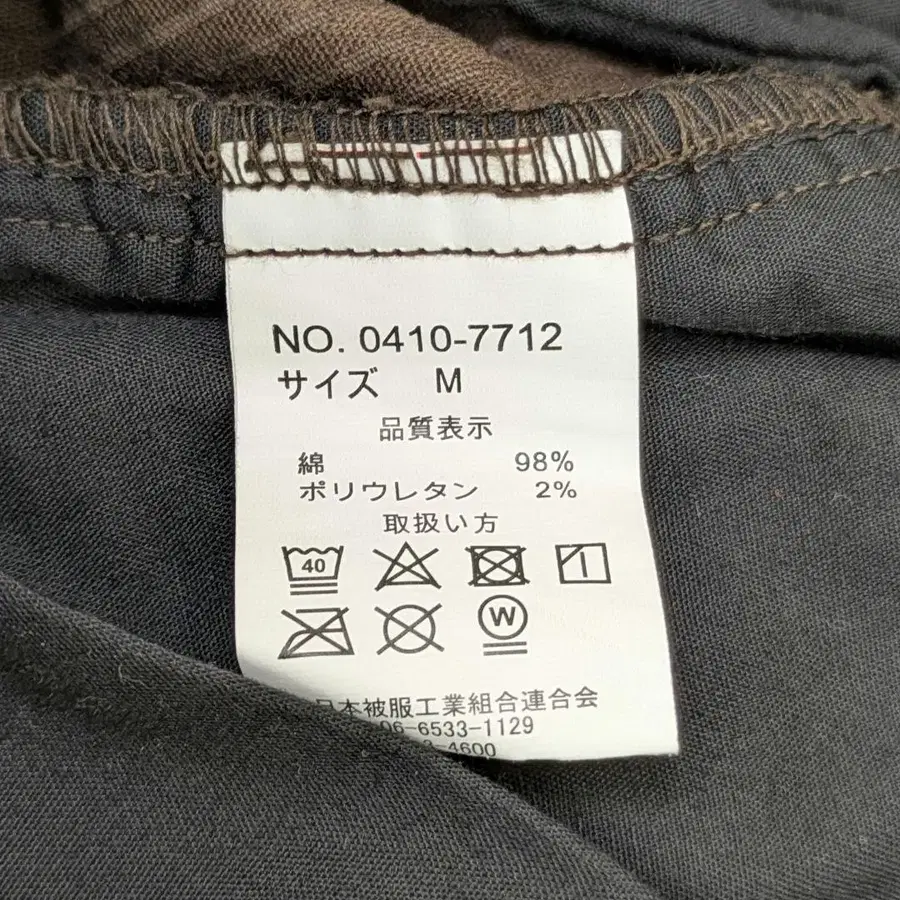 NO. 0410-7712
サイズ M
品質表示
綿 98%
ポリウレタン 2%
取扱い方
40
W
日本被服工業組合連合会
06-6533-1129
-4600